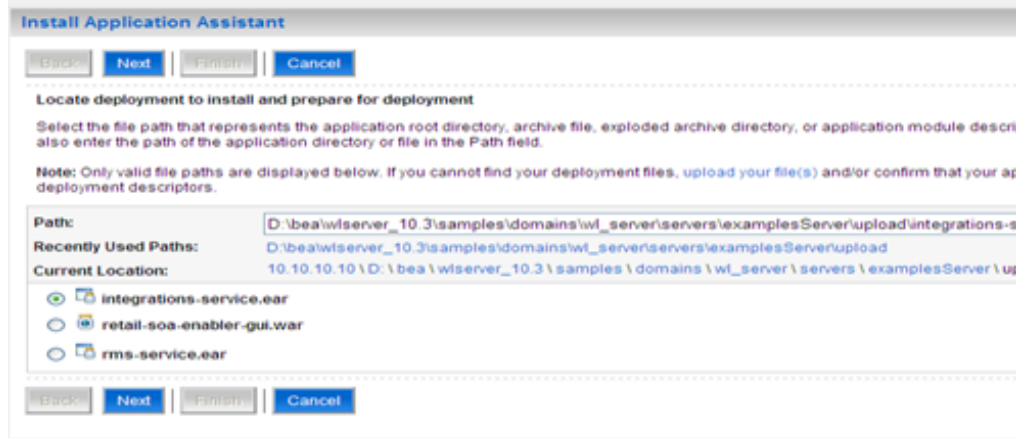 Install Application Assistant
Back Next Finish Cancel
Locate deployment to install and prepare for deployment
Select the file path that represents the application root directory, archive file, exploded archive directory, or application module descri
also enter the path of the application directory or file in the Path field.
Note: Only valid file paths are displayed below. If you cannot find your deployment files, upload your file(s) and/or confirm that your ap
deployment descriptors.
Path: D:\bea\wlserver_10.3\samples\domains\wl_server\servers\examplesServer\upload\integrations-s
Recently Used Paths: D:\bea\wlserver_10.3\samples\domains\wl_server\servers\examplesServer\upload
Current Location: 10.10.10.10 \ D: \ bea \ wlserver_10.3 \ samples \ domains \ wl_server \ servers \ examplesServer \ up
integrations-service.ear
retail-soa-enabler-gui.war
rms-service.ear
Back Next Finish Cancel